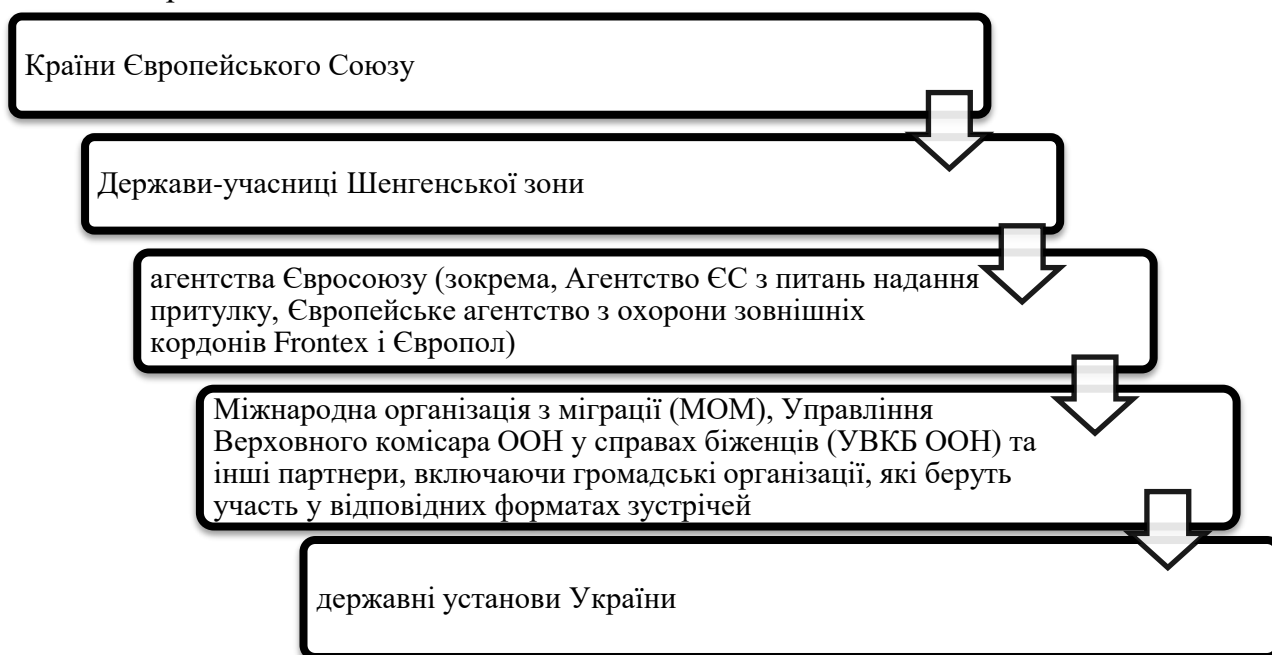 Країни Європейського Союзу
Держави-учасниці Шенгенської зони
агентства Євросоюзу (зокрема, Агентство ЄС з питань надання
притулку, Європейське агентство з охорони зовнішніх
кордонів Frontex і Європол)
Міжнародна організація з міграції (МОМ), Управління
Верховного комісара ООН у справах біженців (УВКБ ООН) та
інші партнери, включаючи громадські організації, які беруть
участь у відповідних форматах зустрічей
державні установи України